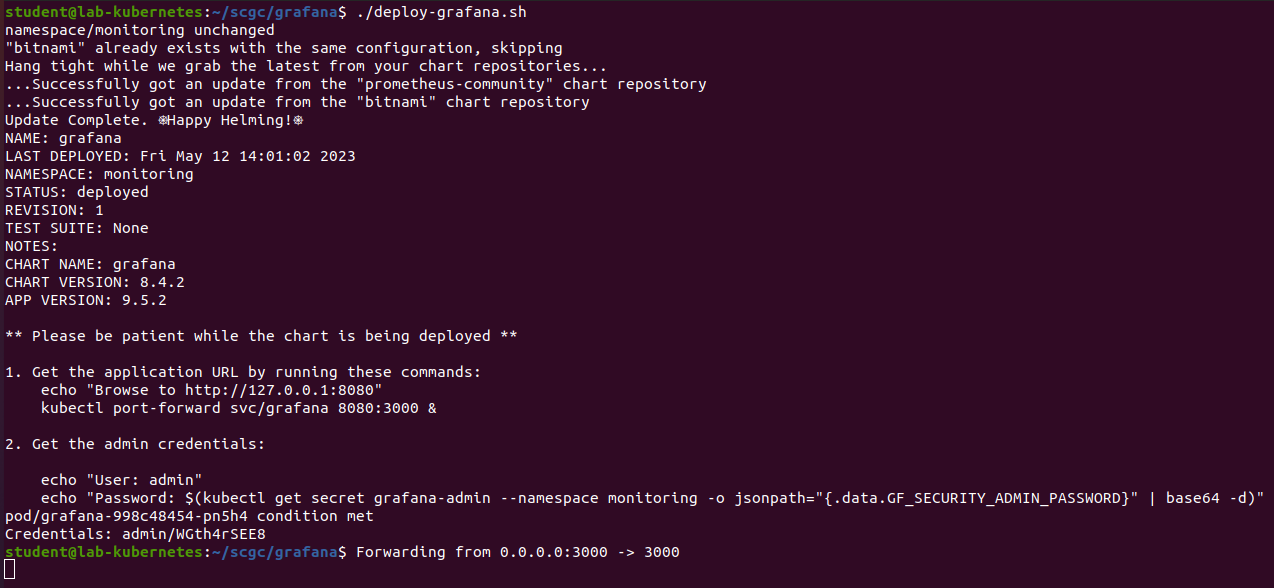 student@lab-kubernetes:~/scgc/grafana$ ./deploy-grafana.sh
namespace/monitoring unchanged
"bitnami" already exists with the same configuration, skipping
Hang tight while we grab the latest from your chart repositories...
...Successfully got an update from the "prometheus-community" chart repository
...Successfully got an update from the "bitnami" chart repository
Update Complete. ⎈Happy Helming!⎈
NAME: grafana
LAST DEPLOYED: Fri May 12 14:01:02 2023
NAMESPACE: monitoring
STATUS: deployed
REVISION: 1
TEST SUITE: None
NOTES:
CHART NAME: grafana
CHART VERSION: 8.4.2
APP VERSION: 9.5.2
** Please be patient while the chart is being deployed **
1. Get the application URL by running these commands:
echo "Browse to http://127.0.0.1:8080"
kubectl port-forward svc/grafana 8080:3000 &
2. Get the admin credentials:
echo "User: admin"
echo "Password: $(kubectl get secret grafana-admin --namespace monitoring -o jsonpath="{.data.GF_SECURITY_ADMIN_PASSWORD}" | base64 -d)"
pod/grafana-998c48454-pn5h4 condition met
Credentials: admin/WGth4rSEE8
student@lab-kubernetes:~/scgc/grafana$ Forwarding from 0.0.0.0:3000 -> 3000